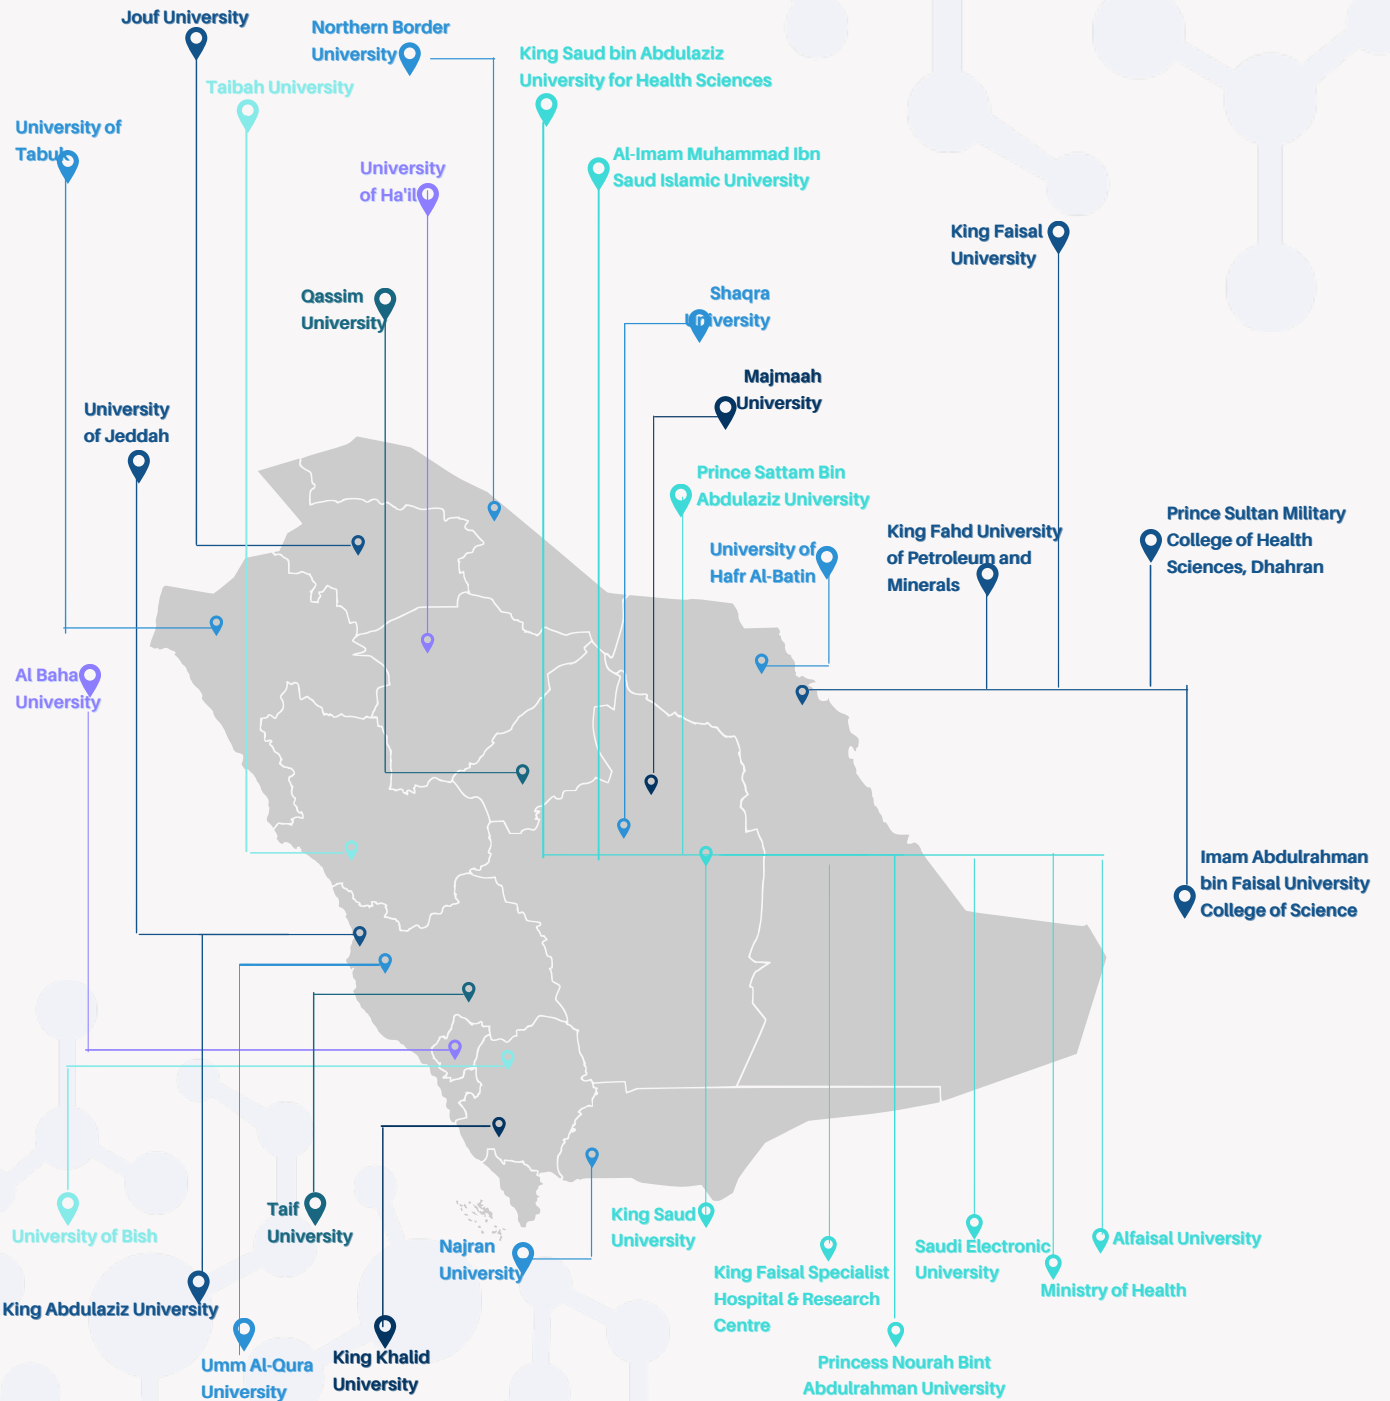 Jouf University
Northern Border
University
King Saud bin Abdulaziz
University for Health Sciences
Taibah University
University of
Tabuk
Al-Imam Muhammad Ibn
Saud Islamic University
University
of Ha'il
King Faisal
University
Qassim
University
Shaqra
University
Majmaah
University
University
of Jeddah
Prince Sattam Bin
Abdulaziz University
King Fahd University
of Petroleum and
Minerals
Prince Sultan Military
College of Health
Sciences, Dhahran
University of
Hafr Al-Batin
Al Baha
University
Imam Abdulrahman
bin Faisal University
College of Science
University of Bish
Taif
University
King Saud
University
Najran
University
Saudi Electronic
University
Alfaisal University
King Faisal Specialist
Hospital & Research
Centre
Ministry of Health
King Abdulaziz University
Umm Al-Qura
University
King Khalid
University
Princess Nourah Bint
Abdulrahman University